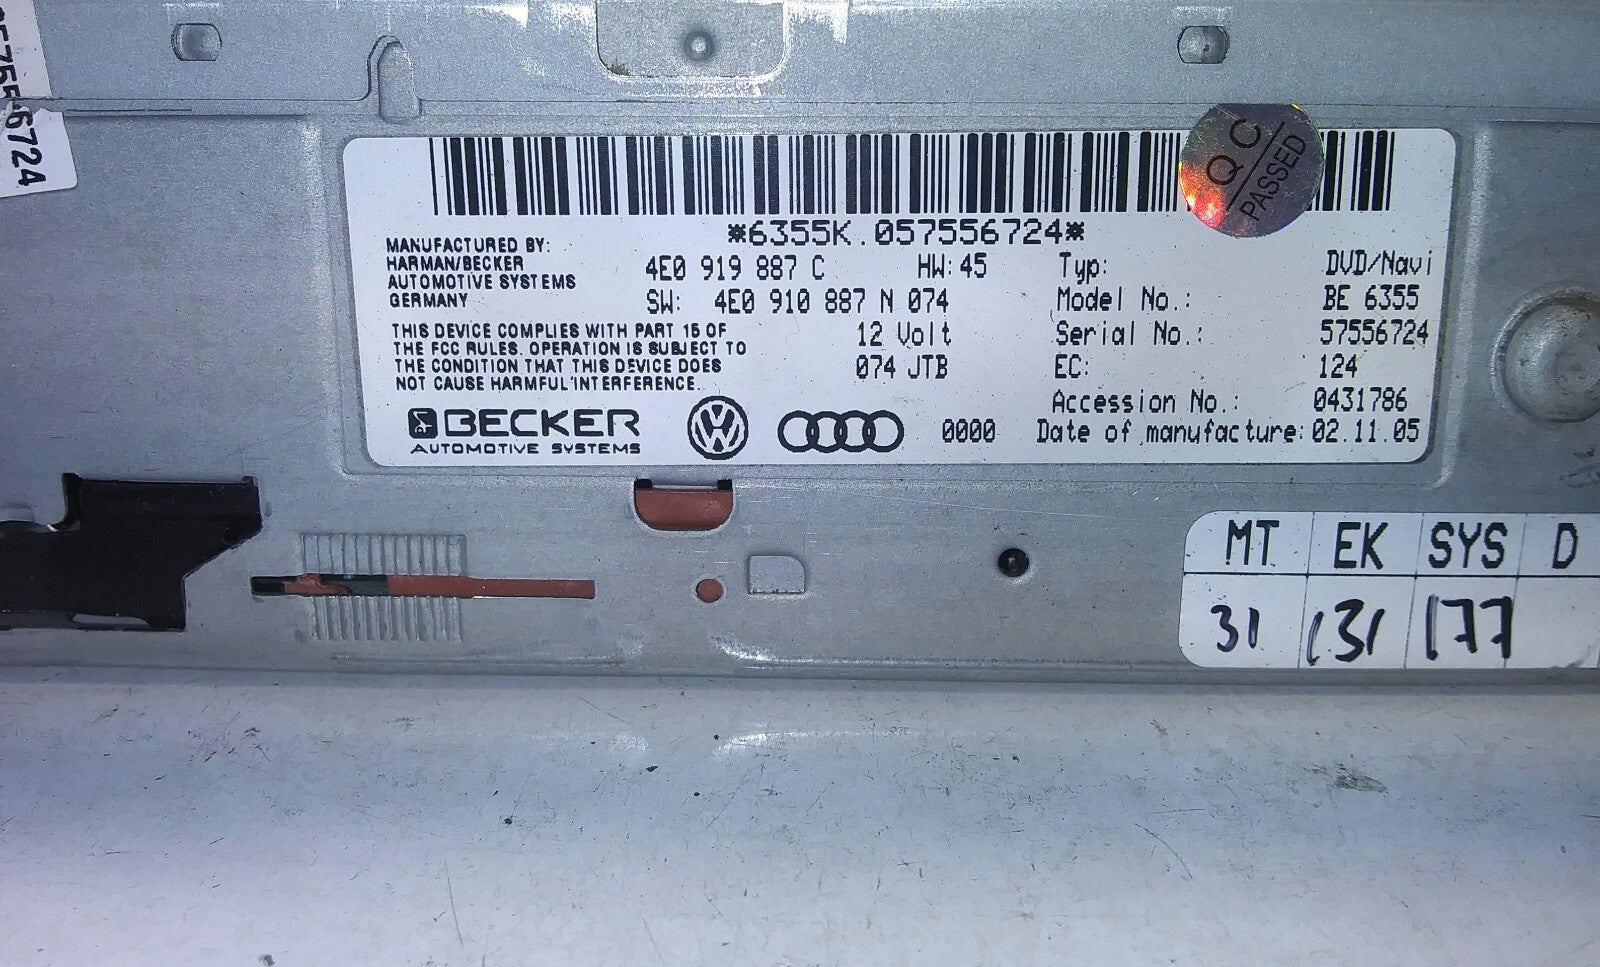 57556724
QC
PASSED
*6355K.057556724*
MANUFACTURED BY:
HARMAN/BECKER
AUTOMOTIVE SYSTEMS
GERMANY
4E0 919 887 C HW:45
SW: 4E0 910 887 N 074
12 Volt
074 JTB
THIS DEVICE COMPLIES WITH PART 15 OF
THE FCC RULES. OPERATION IS SUBJECT TO
THE CONDITION THAT THIS DEVICE DOES
NOT CAUSE HARMFUL INTERFERENCE.
BECKER
AUTOMOTIVE SYSTEMS
0000
Typ: DVD/Navi
Model No.: BE 6355
Serial No.: 57556724
EC: 124
Accession No.: 0431786
Date of manufacture: 02.11.05
MT EK SYS D
31 131 177